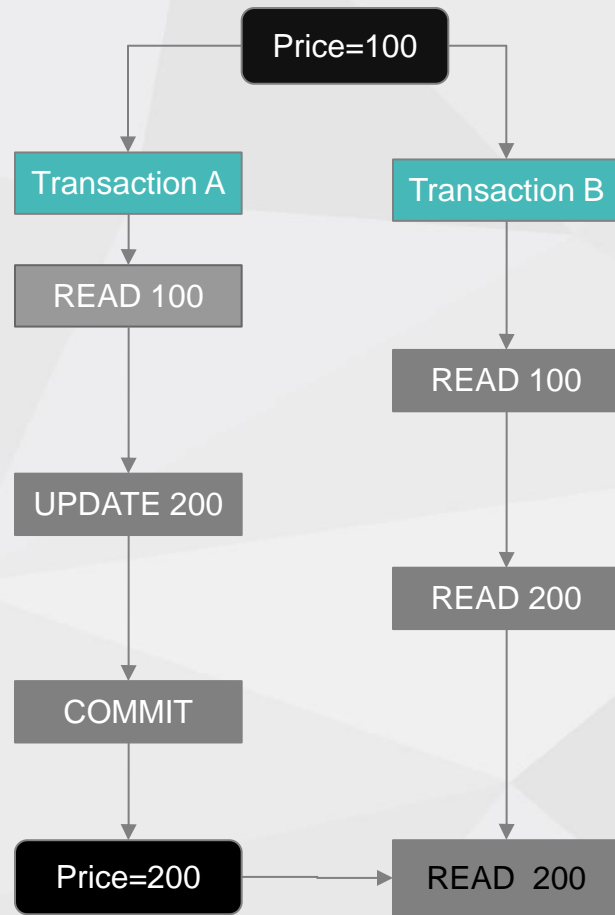 Price=100
Transaction A
Transaction B
READ 100
READ 100
UPDATE 200
READ 200
COMMIT
Price=200
READ  200